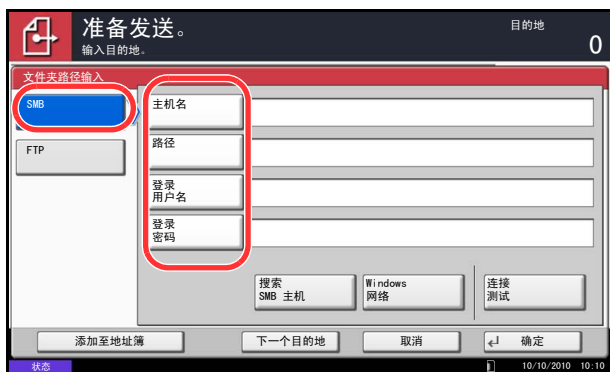 准备发送。
目的地
输入目的地。
0
文件夹路径输入
SMB
FTP
主机名
路径
登录
用户名
登录
密码
搜索
SMB 主机
Windows
网络
连接
测试
添加至地址簿
下一个目的地
取消
确定
状态
10/10/2010 10:10